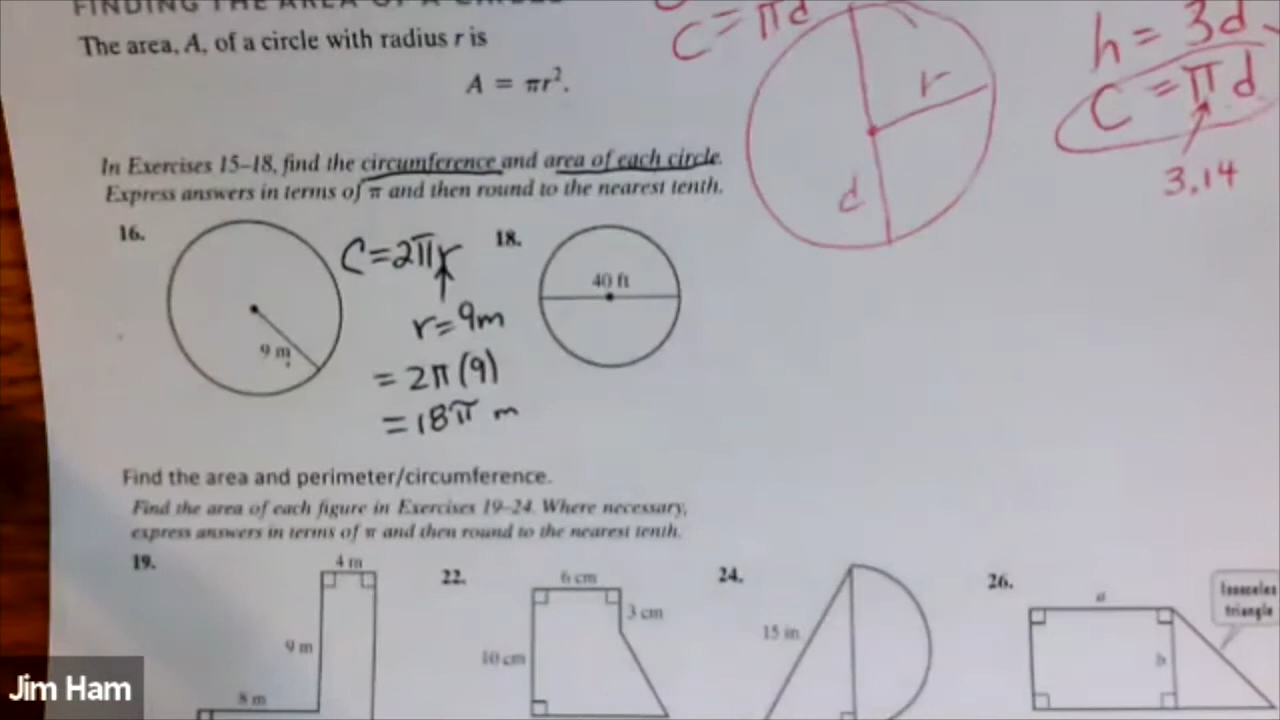 FINDING THE AREA OF A CIRCLE
The area, A, of a circle with radius r is
A = πr².
C = πd
r
d
h = 3d
C = πd
3.14
In Exercises 15–18, find the circumference and area of each circle.
Express answers in terms of π and then round to the nearest tenth.
16.
9 m
C = 2πr
r = 9m
= 2π(9)
= 18π m
18.
40 ft
Find the area and perimeter/circumference.
Find the area of each figure in Exercises 19–24. Where necessary,
express answers in terms of π and then round to the nearest tenth.
19.
4 m
9 m
8 m
22.
6 cm
3 cm
10 cm
24.
15 in
26.
a
b
Isosceles
triangle
Jim Ham